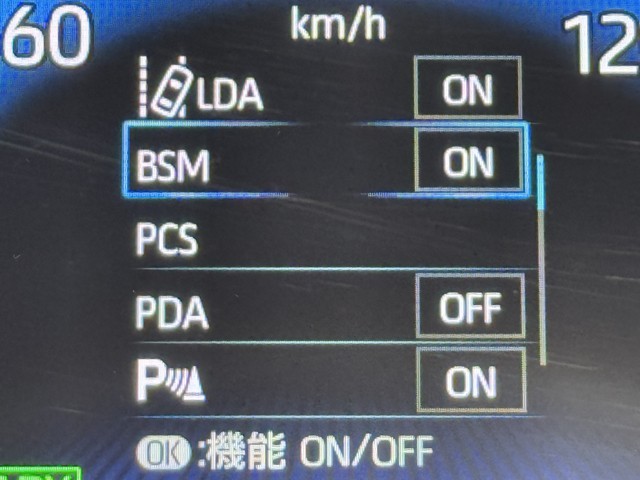 60 km/h 12
LDA ON
BSM ON
PCS
PDA OFF
P ON
OK :機能 ON/OFF